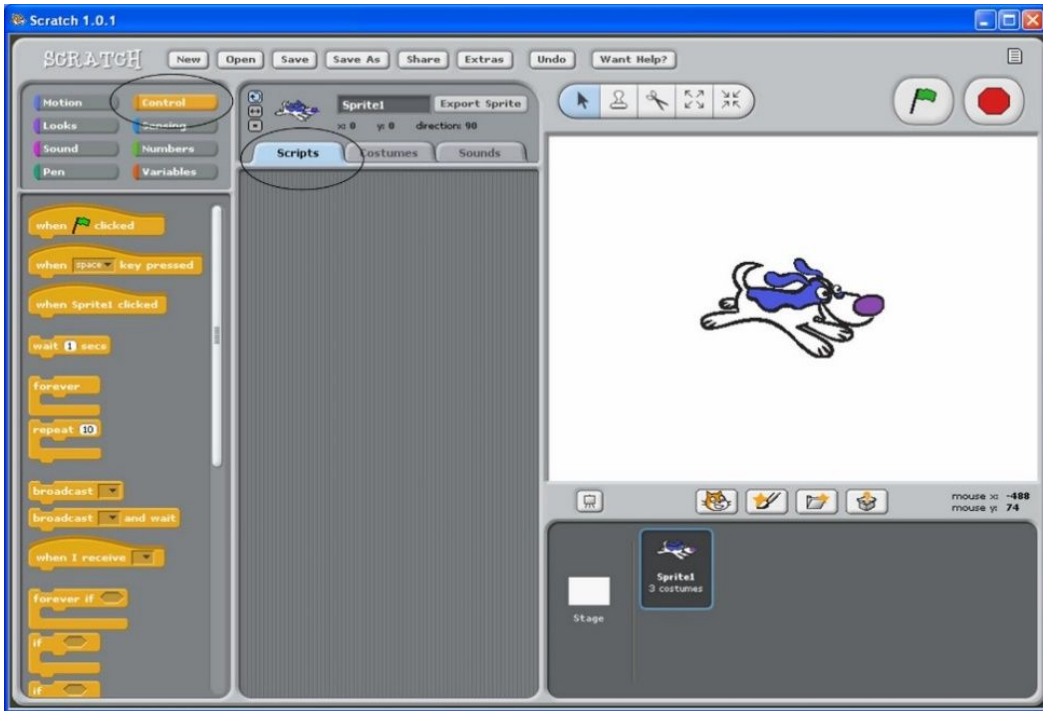 Scratch 1.0.1
SCRATCH New Open Save Save As Share Extras Undo Want Help?
Motion Control
Looks Sensing
Sound Numbers
Pen Variables
Sprite1 Export Sprite
x: 0 y: 0 direction: 90
Scripts Costumes Sounds
when clicked
when space key pressed
when Sprite1 clicked
wait 1 secs
forever
repeat 10
broadcast
broadcast and wait
when I receive
forever if
if
if
mouse x: -488
mouse y: 74
Sprite1
3 costumes
Stage